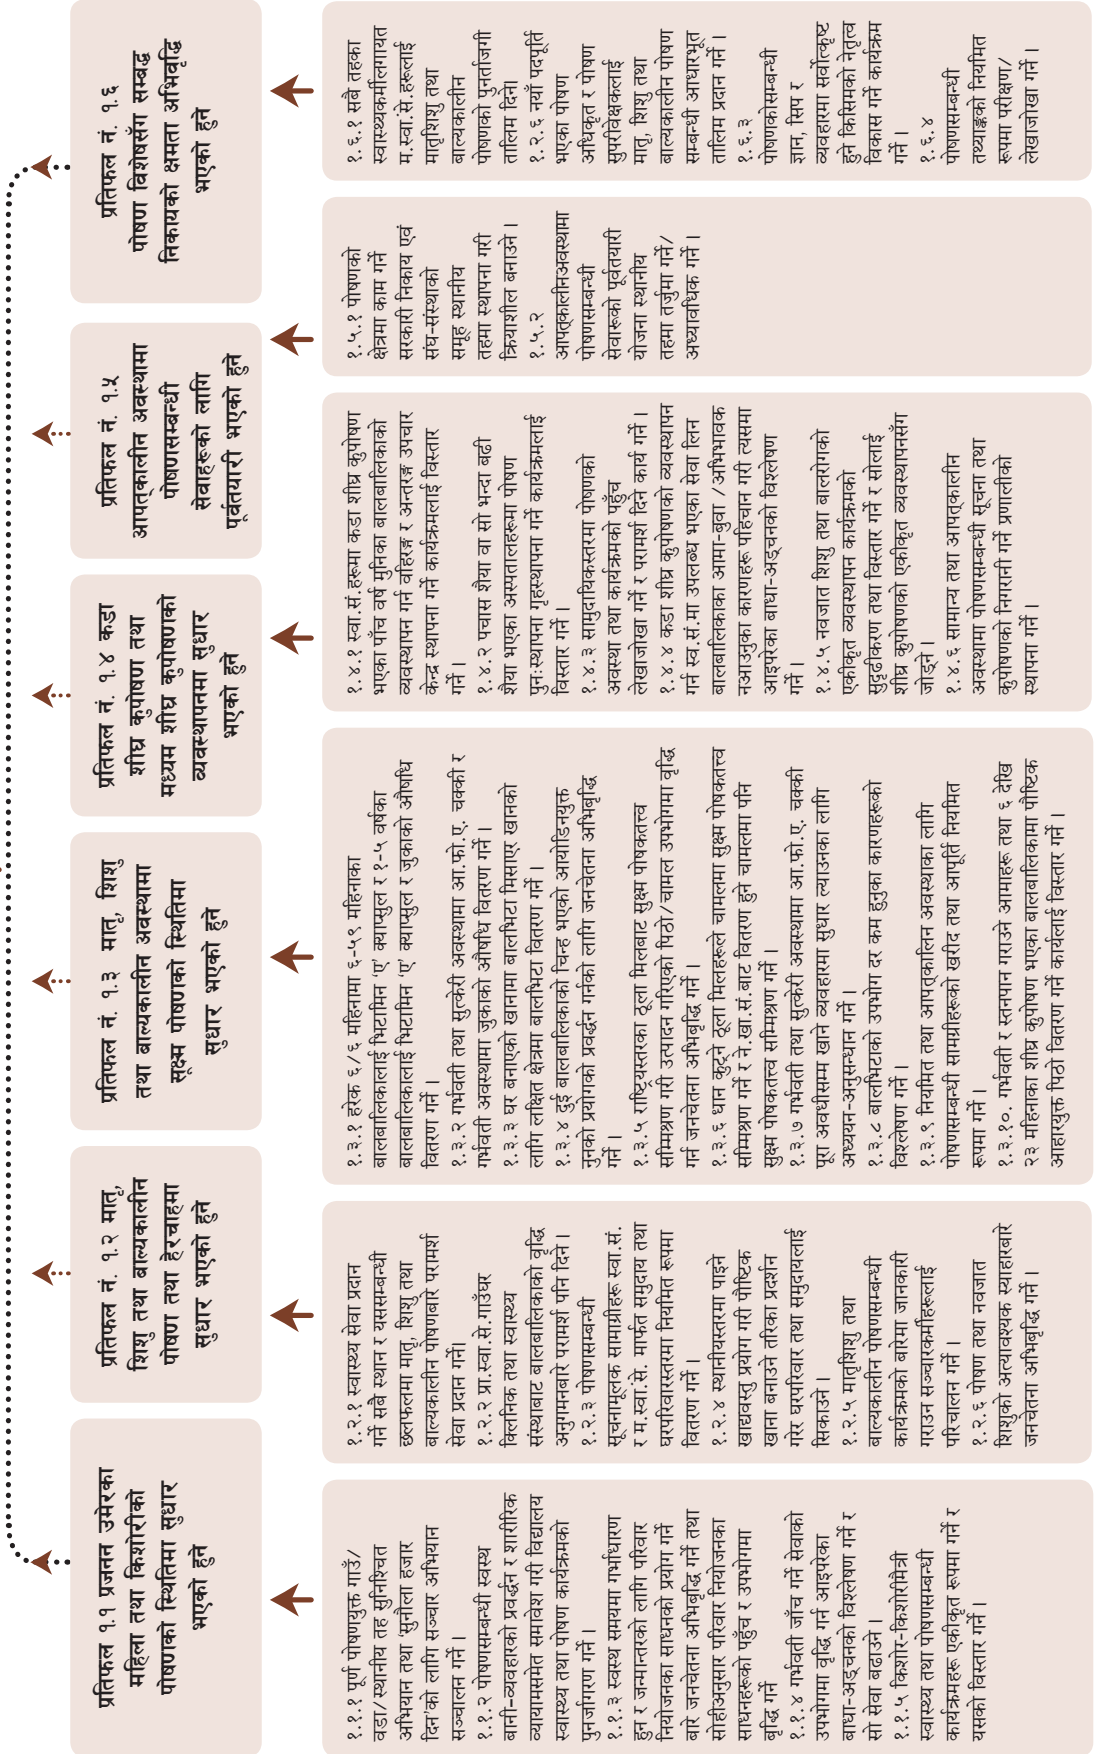 प्रतिफल १.१ प्रजनन उमेरका
महिला तथा किशोरीको
पोषणको स्थितिमा सुधार
भएको हुने
१.१.१ पूर्ण पोषणयुक्त गाउँ/
वडा/स्थानीय तह सुनिश्चित
अभियान तथा 'सुनौला हजार
दिन'को लागि सञ्चार अभियान
सञ्चालन गर्ने ।
१.१.२ पोषणसम्बन्धी स्वस्थ
बानी-व्यवहारको प्रवर्द्धन र शारीरिक
व्यायामसमेत समावेश गरी विद्यालय
स्वास्थ्य तथा पोषण कार्यक्रमको
पुनर्जागरण गर्ने ।
१.१.३ स्वस्थ समयमा गर्भाधारण
हुन र जन्मान्तरको लागि परिवार
नियोजनका साधनको प्रयोग गर्ने
बारे जनचेतना अभिबृद्धि गर्ने तथा
सोहीअनुसार परिवार नियोजनका
साधनहरूको पहुँच र उपभोगमा
बृद्धि गर्ने
१.१.४ गर्भवती जाँच गर्ने सेवाको
उपभोगमा वृद्धि गर्न आइपरेका
बाधा-अड्चनको विश्लेषण गर्ने र
सो सेवा बढाउने ।
१.१.५ किशोर-किशोरीमैत्री
स्वास्थ्य तथा पोषणसम्बन्धी
कार्यक्रमहरू एकीकृत रूपमा गर्ने र
यसको विस्तार गर्ने ।
प्रतिफल नं. १.२ मातृ,
शिशु तथा बाल्यकालीन
पोषण तथा हेरचाहमा
सुधार भएको हुने
१.२.१ स्वास्थ्य सेवा प्रदान
गर्ने सबै स्थान र यससम्बन्धी
छलफलमा मातृ, शिशु तथा
बाल्यकालीन पोषणबारे परामर्श
सेवा प्रदान गर्ने।
१.२.२ प्रा.स्वा.से.गाउँघर
क्लिनिक तथा स्वास्थ्य
संस्थाबाट बालबालिकाको वृद्धि
अनुगमनबारे परामर्श पनि दिने ।
१.२.३ पोषणसम्बन्धी
सूचनामूलक सामाग्रीहरू स्वा.सं.
र म.स्वा.से. मार्फत समुदाय तथा
घरपरिवारस्तरमा नियमित रूपमा
वितरण गर्ने ।
१.२.४ स्थानीयस्तरमा पाइने
खाद्यवस्तु प्रयोग गरी पौष्टिक
खाना बनाउने तरिका प्रदर्शन
गरेर घरपरिवार तथा समुदायलाई
सिकाउने ।
१.२.५ मातृशिशु तथा
बाल्यकालीन पोषणसम्बन्धी
कार्यक्रमको बारेमा जानकारी
गराउन सञ्चारकर्मीहरूलाई
परिचालन गर्ने ।
१.२.६ पोषण तथा नवजात
शिशुको अत्यावश्यक स्याहारबारे
जनचेतना अभिबृद्धि गर्ने ।
प्रतिफल नं. १.३ मातृ, शिशु
तथा बाल्यकालीन अवस्थामा
सूक्ष्म पोषणको स्थितिमा
सुधार भएको हुने
१.३.१ हरेक ६/६ महिनामा ६-५९ महिनाका
बालबालिकालाई भिटामिन 'ए' क्याप्सुल र १-५ वर्षका
बालबालिकालाई भिटामिन 'ए' क्याप्सुल र जुकाको औषधि
वितरण गर्ने ।
१.३.२ गर्भवती तथा सुत्केरी अवस्थामा आ.फो.ए. चक्की र
गर्भवती अवस्थामा जुकाको औषधि वितरण गर्ने ।
१.३.३ घर बनाएको खानामा बालभिटा मिसाएर खानको
लागि लक्षित क्षेत्रमा बालभिटा वितरण गर्ने ।
१.३.४ दुई बालबालिकाको चिन्ह भएको आयोडिनयुक्त
नुनको प्रयोगको प्रवर्द्धन गर्नको लागि जनचेतना अभिबृद्धि
गर्ने ।
१.३.५ राष्ट्रियस्तरका ठूला मिलबाट सुक्ष्म पोषकतत्त्व
सम्मिश्रण गरी उत्पादन गरिएको पिठो/चामल उपभोगमा वृद्धि
गर्न जनचेतना अभिबृद्धि गर्ने ।
१.३.६ धान कुट्ने ठूला मिलहरूले चामलमा सुक्ष्म पोषकतत्त्व
सम्मिश्रण गर्ने र ने.खा.सं.बाट वितरण हुने चामलमा पनि
सुक्ष्म पोषकतत्त्व सम्मिश्रण गर्ने ।
१.३.७ गर्भवती तथा सुत्केरी अवस्थामा आ.फो.ए. चक्की
पूरा अवधीसम्म खाने व्यवहारमा सुधार ल्याउनका लागि
अध्ययन-अनुसन्धान गर्ने ।
१.३.८ बालभिटाको उपभोग दर कम हुनुका कारणहरूको
विश्लेषण गर्ने ।
१.३.९ नियमित तथा आपत्कालिन अवस्थाका लागि
पोषणसम्बन्धी सामग्रीहरूको खरीद तथा आपूर्ति नियमित
रूपमा गर्ने ।
१.३.१०. गर्भवती र स्तनपान गराउने आमाहरू तथा ६ देखि
२३ महिनाका शीघ्र कुपोषण भएका बालबालिकामा पौष्टिक
आहारयुक्त पिठो वितरण गर्ने कार्यलाई विस्तार गर्ने ।
प्रतिफल नं. १.४ कडा
शीघ्र कुपोषण तथा
मध्यम शीघ्र कुपोषणको
व्यवस्थापनमा सुधार
भएको हुने
१.४.१ स्वा.सं.हरूमा कडा शीघ्र कुपोषण
भएका पाँच वर्ष मुनिका बालबालिकाको
व्यवस्थापन गर्न वहिरङ्ग र अन्तरङ्ग उपचार
केन्द्र स्थापना गर्ने कार्यक्रमलाई विस्तार
गर्ने ।
१.४.२ पचास शैया वा सो भन्दा बढी
शैया भएका अस्पतालहरूमा पोषण
पुनःस्थापना गृहस्थापना गर्ने कार्यक्रमलाई
विस्तार गर्ने ।
१.४.३ सामुदायिकस्तरमा पोषणको
अवस्था तथा कार्यक्रमको पहुँच
लेखाजोखा गर्ने र परामर्श दिने कार्य गर्ने ।
१.४.४ कडा शीघ्र कुपोषणको व्यवस्थापन
गर्न स्व.सं.मा उपलब्ध भएका सेवा लिन
बालबालिकाका आमा-बुवा /अभिभावक
नआउनुका कारणहरू पहिचान गरी त्यसमा
आइपरेका बाधा-अड्चनको विश्लेषण
गर्ने ।
१.४.५ नवजात शिशु तथा बालरोगको
एकीकृत व्यवस्थापन कार्यक्रमको
सुदृढीकरण तथा विस्तार गर्ने र सोलाई
शीघ्र कुपोषणको एकीकृत व्यवस्थापनसँग
जोड्ने ।
१.४.६ सामान्य तथा आपत्कालीन
अवस्थामा पोषणसम्बन्धी सूचना तथा
कुपोषणको निगरानी गर्ने प्रणालीको
स्थापना गर्ने ।
प्रतिफल नं. १.५
आपत्कालीन अवस्थामा
पोषणसम्बन्धी
सेवाहरूको लागि
पूर्वतयारी भएको हुने
१.५.१ पोषणको
क्षेत्रमा काम गर्ने
सरकारी निकाय एवं
संघ-संस्थाको
समूह स्थानीय
तहमा स्थापना गरी
क्रियाशील बनाउने ।
१.५.२
आपत्कालीनअवस्थामा
पोषणसम्बन्धी
सेवारूको पूर्वतयारी
योजना स्थानीय
तहमा तर्जुमा गर्ने/
अध्यावधिक गर्ने ।
प्रतिफल नं. १.६
पोषण विशेषसँग सम्बद्ध
निकायको क्षमता अभिवृद्धि
भएको हुने
१.६.१ सबै तहका
स्वास्थ्यकर्मीलगायत
म.स्वा.से.हरूलाई
मातृशिशु तथा
बाल्यकालीन
पोषणको पुनर्ताजगी
तालिम दिने।
१.२.६ नयाँ पदपूर्ति
भएका पोषण
अधिकृत र पोषण
सुपरिवेक्षकलाई
मातृ, शिशु तथा
बाल्यकालीन पोषण
सम्बन्धी आधारभूत
तालिम प्रदान गर्ने ।
१.६.३
पोषणकोसम्बन्धी
ज्ञान, सिप र
व्यवहारमा सर्वोत्कृष्ट
हुने किसिमको नेतृत्व
विकास गर्ने कार्यक्रम
गर्ने ।
१.६.४
पोषणसम्बन्धी
तथ्याङ्कको नियमित
रूपमा परीक्षण/
लेखाजोखा गर्ने ।